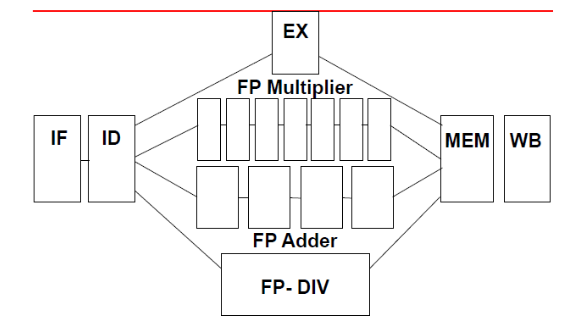 EX
FP Multiplier
IF
ID
MEM
WB
FP Adder
FP- DIV